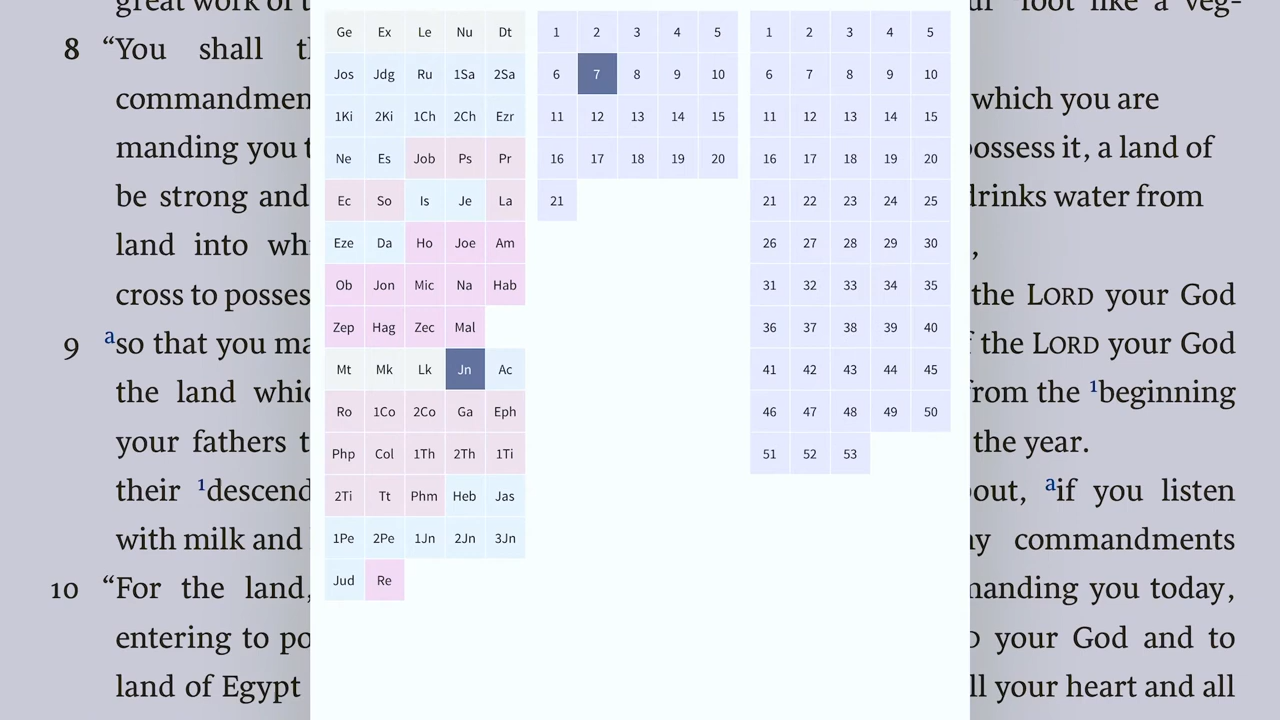 great work of t
8 “You shall th
commandmen
manding you t
be strong and
land into wh
cross to posses
9 ᵃso that you ma
the land whic
your fathers t
their ¹descend
with milk and
10 “For the land,
entering to po
land of Egypt
Ge Ex Le Nu Dt
Jos Jdg Ru 1Sa 2Sa
1Ki 2Ki 1Ch 2Ch Ezr
Ne Es Job Ps Pr
Ec So Is Je La
Eze Da Ho Joe Am
Ob Jon Mic Na Hab
Zep Hag Zec Mal
Mt Mk Lk Jn Ac
Ro 1Co 2Co Ga Eph
Php Col 1Th 2Th 1Ti
2Ti Tt Phm Heb Jas
1Pe 2Pe 1Jn 2Jn 3Jn
Jud Re
1 2 3 4 5
6 7 8 9 10
11 12 13 14 15
16 17 18 19 20
21
1 2 3 4 5
6 7 8 9 10
11 12 13 14 15
16 17 18 19 20
21 22 23 24 25
26 27 28 29 30
31 32 33 34 35
36 37 38 39 40
41 42 43 44 45
46 47 48 49 50
51 52 53
foot like a veg-
which you are
possess it, a land of
drinks water from
,
the LORD your God
f the LORD your God
from the ¹beginning
the year.
out, ᵃif you listen
y commandments
manding you today,
D your God and to
ll your heart and all